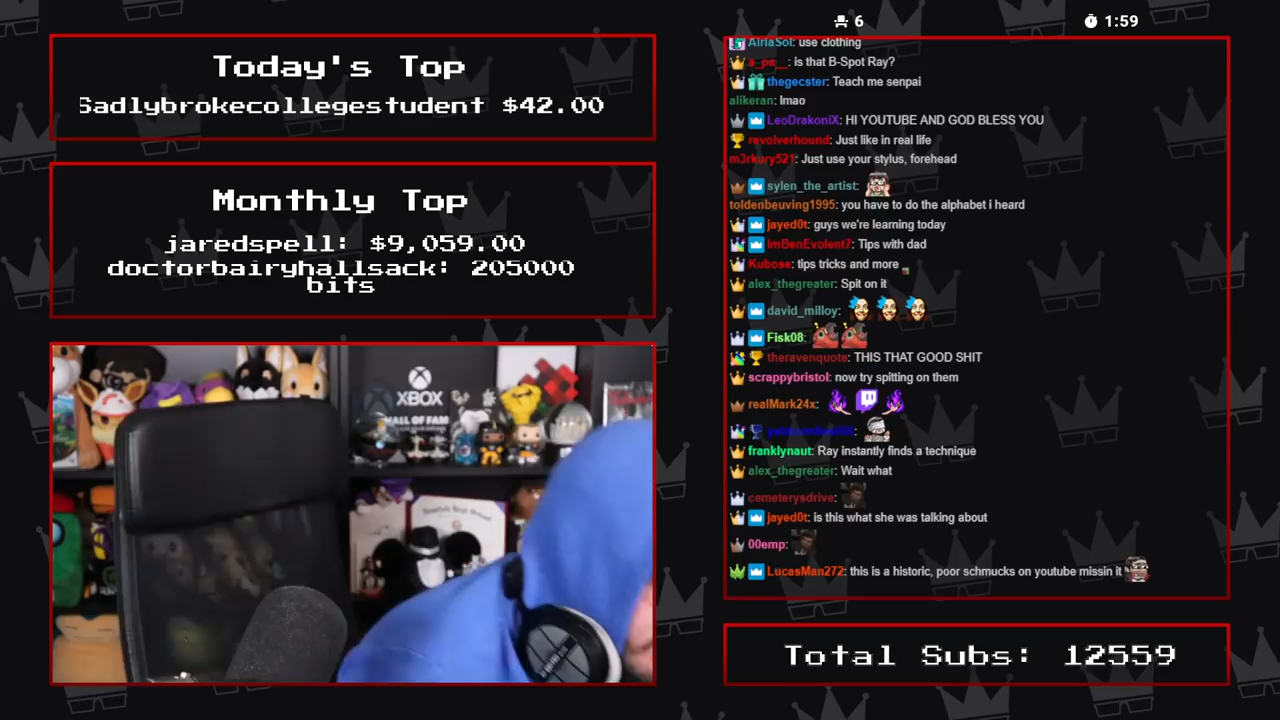 Today's Top
Sadlybrokecollegestudent $42.00
Monthly Top
jaredspell: $9,059.00
doctorbairyhallsack: 205000
bits
XBOX
HALL OF FAME
6
1:59
AlriaSol: use clothing
a_pe__: is that B-Spot Ray?
thegecster: Teach me senpai
alikeran: lmao
LeoDrakoniX: HI YOUTUBE AND GOD BLESS YOU
revolverhound: Just like in real life
m3rkury521: Just use your stylus, forehead
sylen_the_artist:
toldenbeuving1995: you have to do the alphabet i heard
jayed0t: guys we're learning today
ImBenEvolent7: Tips with dad
Kubose: tips tricks and more
alex_thegreater: Spit on it
david_milloy:
Fisk08:
theravenquote: THIS THAT GOOD SHIT
scrappybristol: now try spitting on them
realMark24x:
franklynaut: Ray instantly finds a technique
alex_thegreater: Wait what
cemeterysdrive:
jayed0t: is this what she was talking about
00emp:
LucasMan272: this is a historic, poor schmucks on youtube missin it
Total Subs: 12559